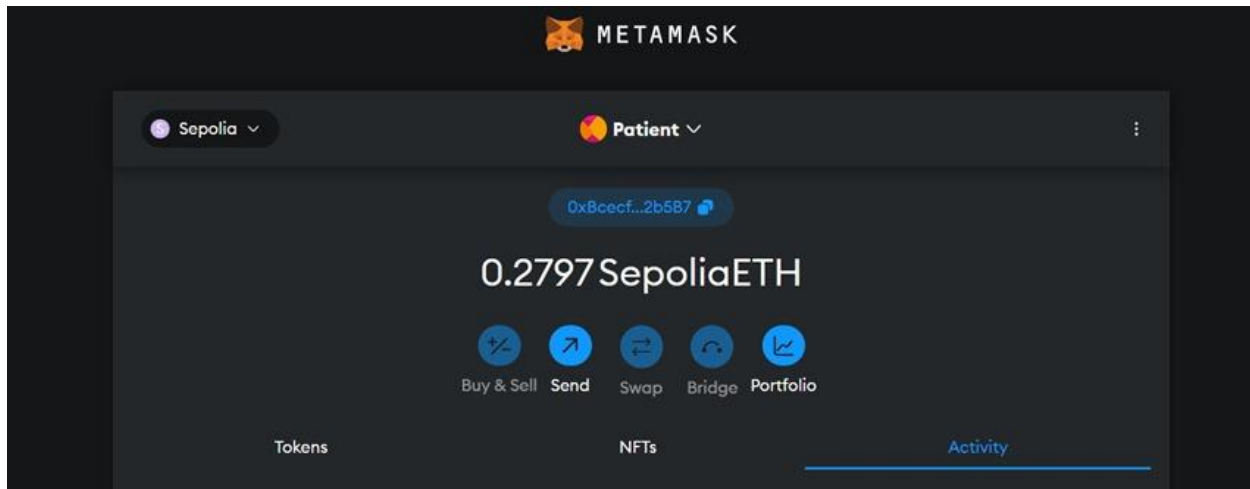 METAMASK
S Sepolia
Patient
0xBcecf...2b5B7
0.2797 SepoliaETH
Buy & Sell Send Swap Bridge Portfolio
Tokens NFTs Activity